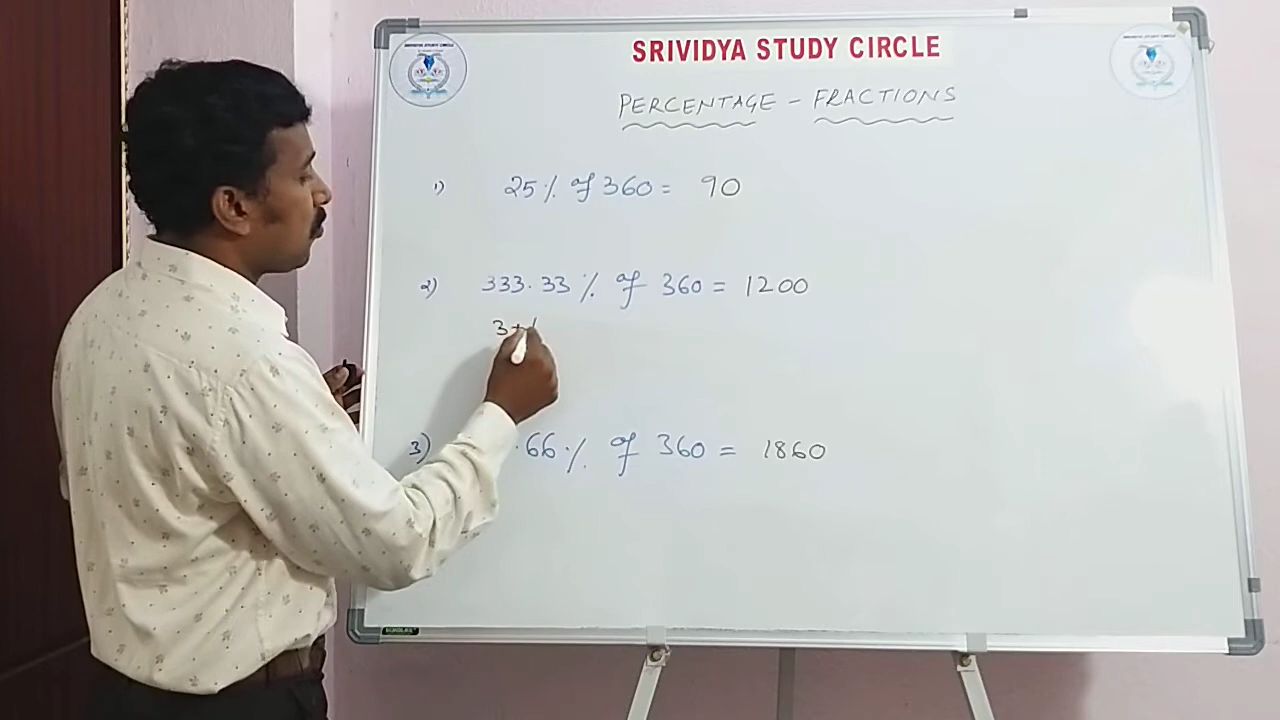 SRIVIDYA STUDY CIRCLE
PERCENTAGE - FRACTIONS
1) 25% of 360 = 90
2) 333.33% of 360 = 1200
3 +
3) .66% of 360 = 1860